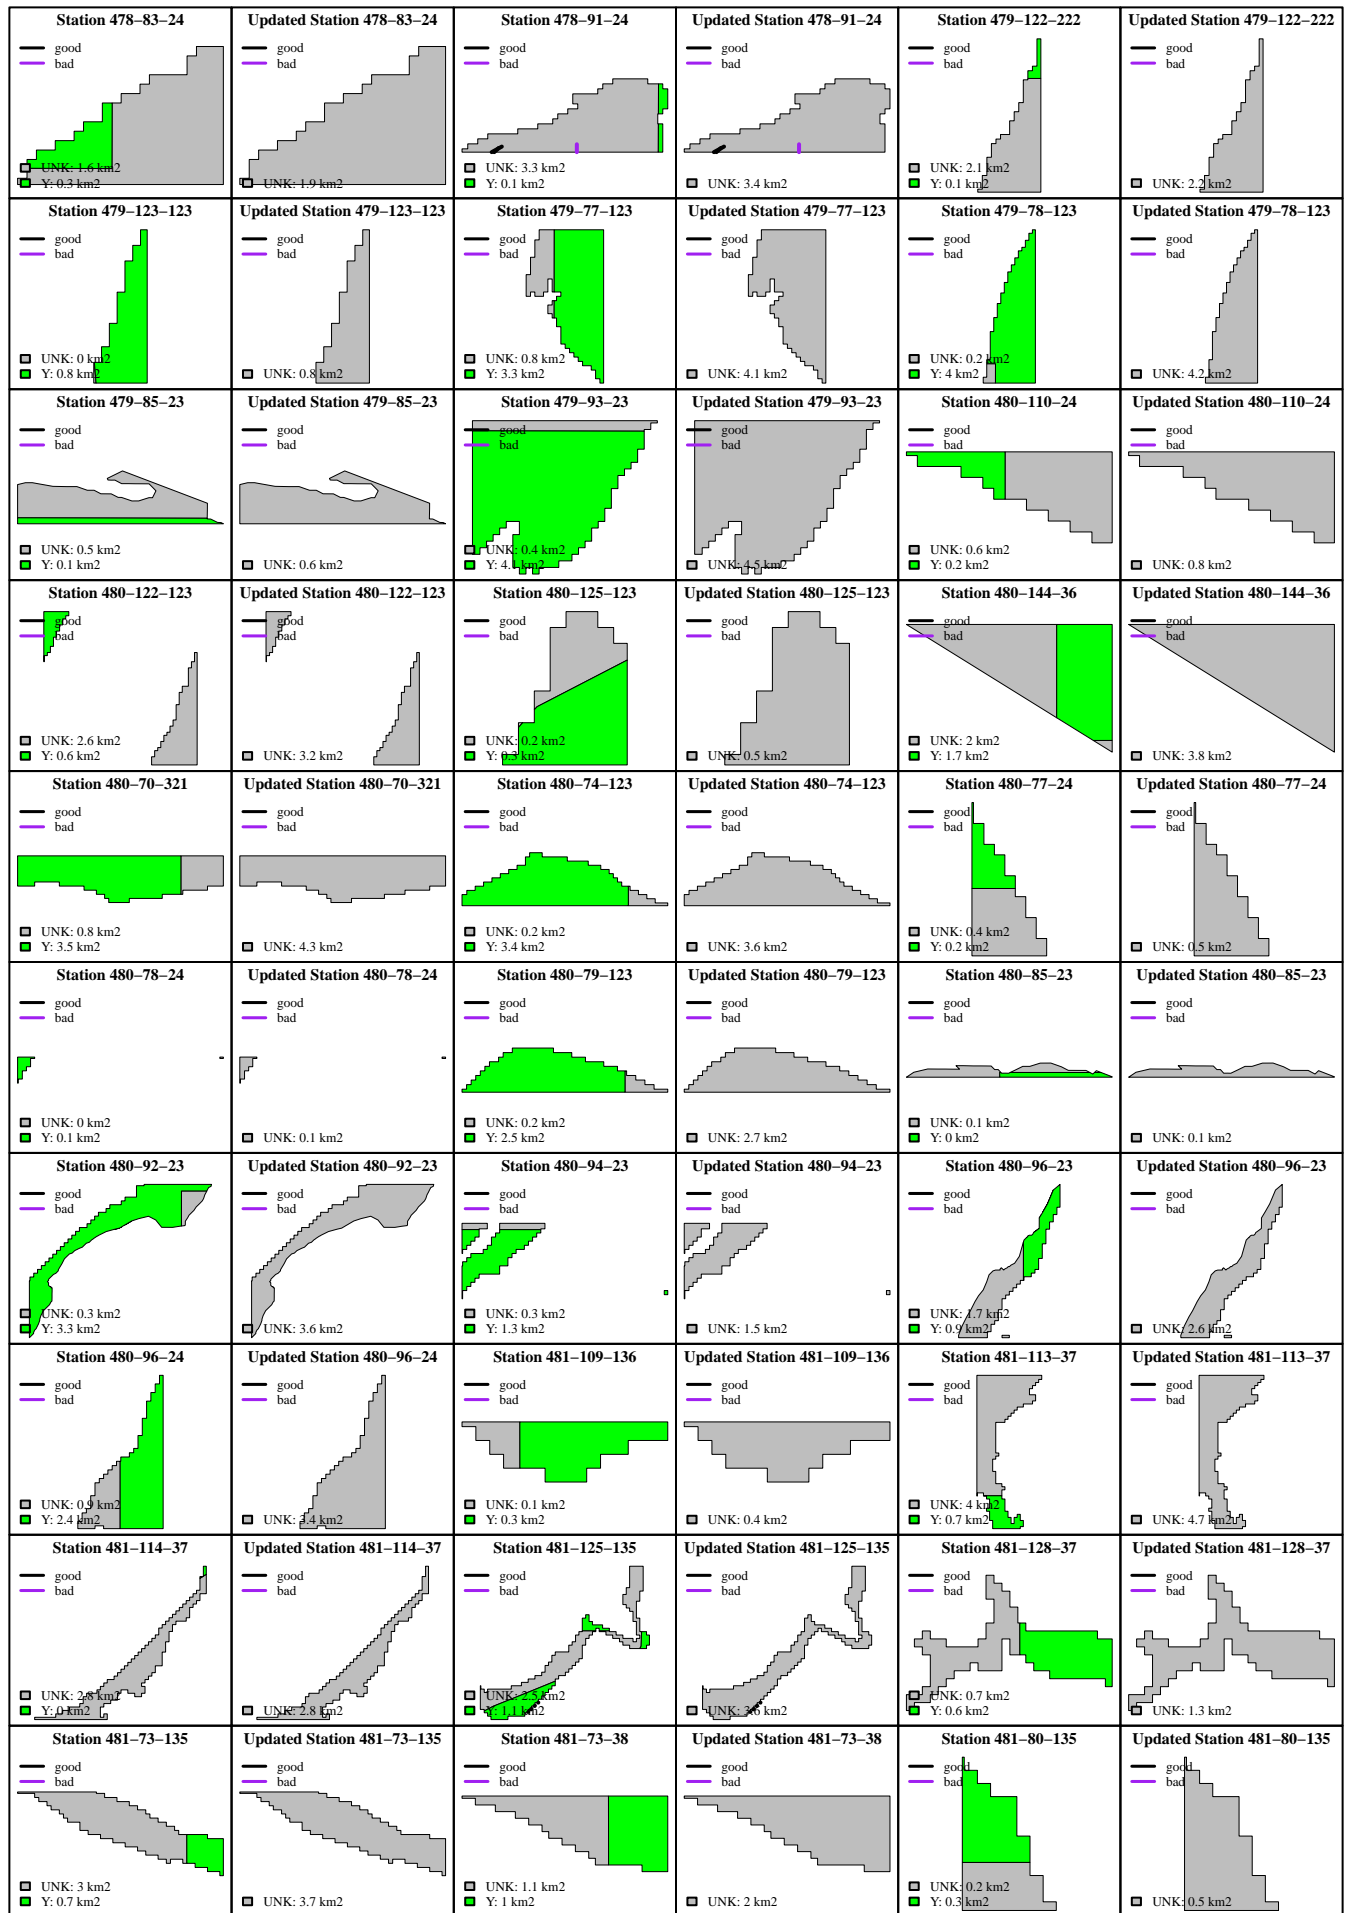 Station 478−83−24
good
bad
UNK: 1.6 km2
Y: 0.3 km2
Updated Station 478−83−24
good
bad
UNK: 1.9 km2
Station 478−91−24
good
bad
UNK: 3.3 km2
Y: 0.1 km2
Updated Station 478−91−24
good
bad
UNK: 3.4 km2
Station 479−122−222
good
bad
UNK: 2.1 km2
Y: 0.1 km2
Updated Station 479−122−222
good
bad
UNK: 2.2 km2
Station 479−123−123
good
bad
UNK: 0 km2
Y: 0.8 km2
Updated Station 479−123−123
good
bad
UNK: 0.8 km2
Station 479−77−123
good
bad
UNK: 0.8 km2
Y: 3.3 km2
Updated Station 479−77−123
good
bad
UNK: 4.1 km2
Station 479−78−123
good
bad
UNK: 0.2 km2
Y: 4 km2
Updated Station 479−78−123
good
bad
UNK: 4.2 km2
Station 479−85−23
good
bad
UNK: 0.5 km2
Y: 0.1 km2
Updated Station 479−85−23
good
bad
UNK: 0.6 km2
Station 479−93−23
good
bad
UNK: 0.4 km2
Y: 4.1 km2
Updated Station 479−93−23
good
bad
UNK: 4.5 km2
Station 480−110−24
good
bad
UNK: 0.6 km2
Y: 0.2 km2
Updated Station 480−110−24
good
bad
UNK: 0.8 km2
Station 480−122−123
good
bad
UNK: 2.6 km2
Y: 0.6 km2
Updated Station 480−122−123
good
bad
UNK: 3.2 km2
Station 480−125−123
good
bad
UNK: 0.2 km2
Y: 0.3 km2
Updated Station 480−125−123
good
bad
UNK: 0.5 km2
Station 480−144−36
good
bad
UNK: 2 km2
Y: 1.7 km2
Updated Station 480−144−36
good
bad
UNK: 3.8 km2
Station 480−70−321
good
bad
UNK: 0.8 km2
Y: 3.5 km2
Updated Station 480−70−321
good
bad
UNK: 4.3 km2
Station 480−74−123
good
bad
UNK: 0.2 km2
Y: 3.4 km2
Updated Station 480−74−123
good
bad
UNK: 3.6 km2
Station 480−77−24
good
bad
UNK: 0.4 km2
Y: 0.2 km2
Updated Station 480−77−24
good
bad
UNK: 0.5 km2
Station 480−78−24
good
bad
UNK: 0 km2
Y: 0.1 km2
Updated Station 480−78−24
good
bad
UNK: 0.1 km2
Station 480−79−123
good
bad
UNK: 0.2 km2
Y: 2.5 km2
Updated Station 480−79−123
good
bad
UNK: 2.7 km2
Station 480−85−23
good
bad
UNK: 0.1 km2
Y: 0 km2
Updated Station 480−85−23
good
bad
UNK: 0.1 km2
Station 480−92−23
good
bad
UNK: 0.3 km2
Y: 3.3 km2
Updated Station 480−92−23
good
bad
UNK: 3.6 km2
Station 480−94−23
good
bad
UNK: 0.3 km2
Y: 1.3 km2
Updated Station 480−94−23
good
bad
UNK: 1.5 km2
Station 480−96−23
good
bad
UNK: 1.7 km2
Y: 0.9 km2
Updated Station 480−96−23
good
bad
UNK: 2.6 km2
Station 480−96−24
good
bad
UNK: 0.9 km2
Y: 2.4 km2
Updated Station 480−96−24
good
bad
UNK: 3.4 km2
Station 481−109−136
good
bad
UNK: 0.1 km2
Y: 0.3 km2
Updated Station 481−109−136
good
bad
UNK: 0.4 km2
Station 481−113−37
good
bad
UNK: 4 km2
Y: 0.7 km2
Updated Station 481−113−37
good
bad
UNK: 4.7 km2
Station 481−114−37
good
bad
UNK: 2.8 km2
Y: 0 km2
Updated Station 481−114−37
good
bad
UNK: 2.8 km2
Station 481−125−135
good
bad
UNK: 2.5 km2
Y: 1.1 km2
Updated Station 481−125−135
good
bad
UNK: 3.6 km2
Station 481−128−37
good
bad
UNK: 0.7 km2
Y: 0.6 km2
Updated Station 481−128−37
good
bad
UNK: 1.3 km2
Station 481−73−135
good
bad
UNK: 3 km2
Y: 0.7 km2
Updated Station 481−73−135
good
bad
UNK: 3.7 km2
Station 481−73−38
good
bad
UNK: 1.1 km2
Y: 1 km2
Updated Station 481−73−38
good
bad
UNK: 2 km2
Station 481−80−135
good
bad
UNK: 0.2 km2
Y: 0.3 km2
Updated Station 481−80−135
good
bad
UNK: 0.5 km2